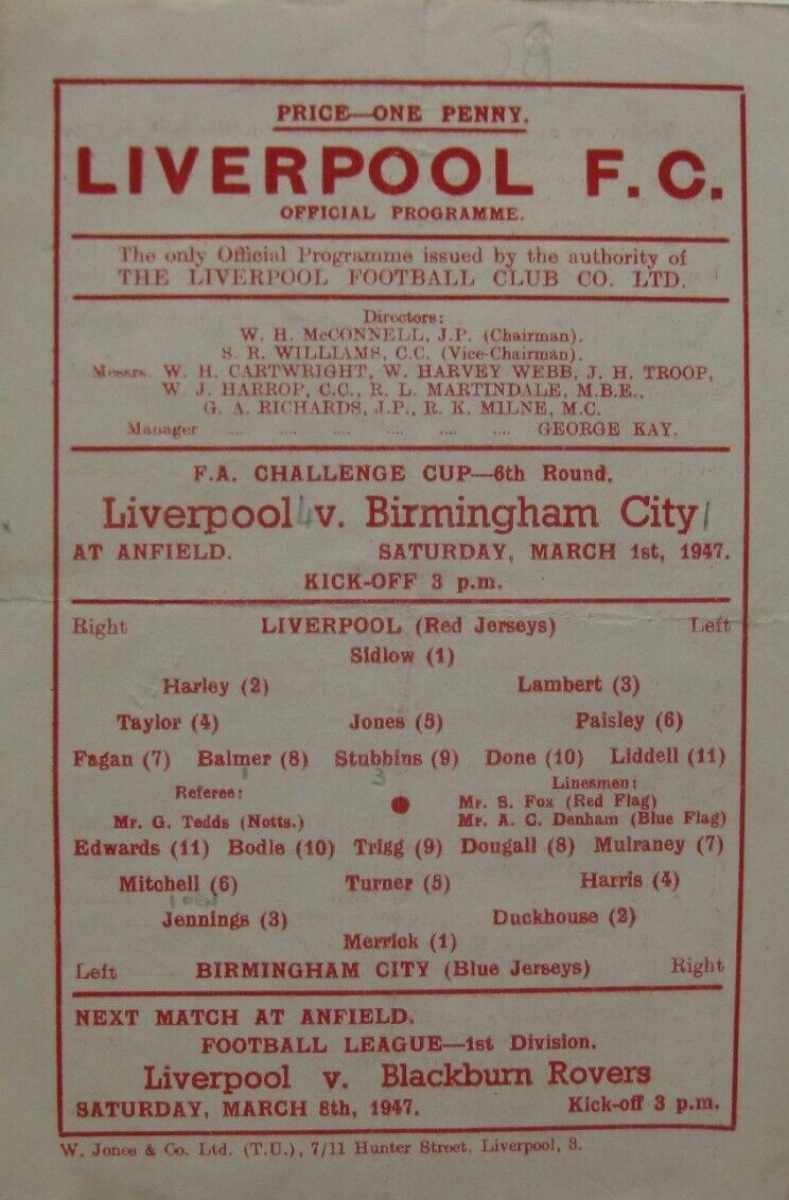 PRICE—ONE PENNY.
LIVERPOOL F.C.
OFFICIAL PROGRAMME.
The only Official Programme issued by the authority of
THE LIVERPOOL FOOTBALL CLUB CO. LTD.
Directors:
W. H. McCONNELL, J.P. (Chairman).
S. R. WILLIAMS, C.C. (Vice-Chairman).
Messrs. W. H. CARTWRIGHT, W. HARVEY WEBB, J. H. TROOP,
W. J. HARROP, C.C., R. L. MARTINDALE, M.B.E.,
G. A. RICHARDS, J.P., R. K. MILNE, M.C.
Manager .... .... .... .... .... .... GEORGE KAY.
F.A. CHALLENGE CUP—6th Round.
Liverpool 4 v. Birmingham City 1
AT ANFIELD. SATURDAY, MARCH 1st, 1947.
KICK-OFF 3 p.m.
Right LIVERPOOL (Red Jerseys) Left
Sidlow (1)
Harley (2) Lambert (3)
Taylor (4) Jones (5) Paisley (6)
Fagan (7) Balmer (8) Stubbins (9) Done (10) Liddell (11)
1 3
Referee: Linesmen:
Mr. S. Fox (Red Flag)
Mr. G. Tedds (Notts.) Mr. A. C. Denham (Blue Flag)
Edwards (11) Bodle (10) Trigg (9) Dougall (8) Mulraney (7)
Mitchell (6) Turner (5) Harris (4)
Jennings (3) Duckhouse (2)
Merrick (1)
Left BIRMINGHAM CITY (Blue Jerseys) Right
NEXT MATCH AT ANFIELD.
FOOTBALL LEAGUE—1st Division.
Liverpool v. Blackburn Rovers
SATURDAY, MARCH 8th, 1947. Kick-off 3 p.m.
W. Jones & Co. Ltd. (T.U.), 7/11 Hunter Street, Liverpool, 3.